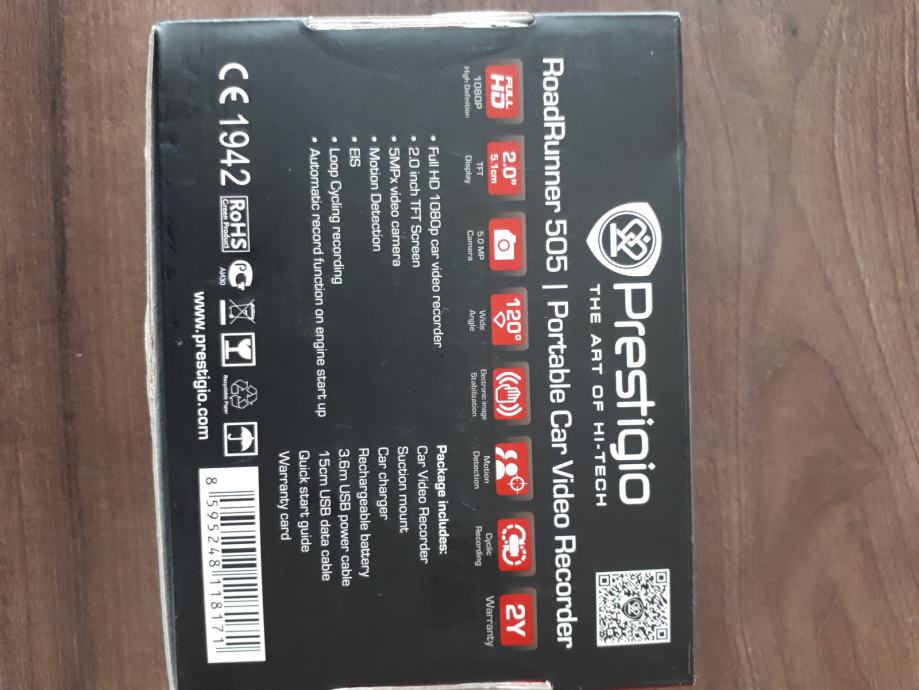 Prestigio
THE ART OF HI-TECH
RoadRunner 505 | Portable Car Video Recorder
FULL HD
1080P
High Definition
2.0"
5.1cm
TFT
Display
5.0 MP
Camera
120°
Wide
Angle
Electronic image
Stabilization
Motion
Detection
Cyclic
Recording
2Y
Warranty
• Full HD 1080p car video recorder
• 2.0 inch TFT Screen
• 5MPx video camera
• Motion Detection
• EIS
• Loop Cycling recording
• Automatic record function on engine start up
Package includes:
Car Video Recorder
Suction mount
Car charger
Rechargeable battery
3.6m USB power cable
15cm USB data cable
Quick start guide
Warranty card
CE 1942
RoHS
Green Product
PG
Recyclable Paper
www.prestigio.com
8 595248 118171